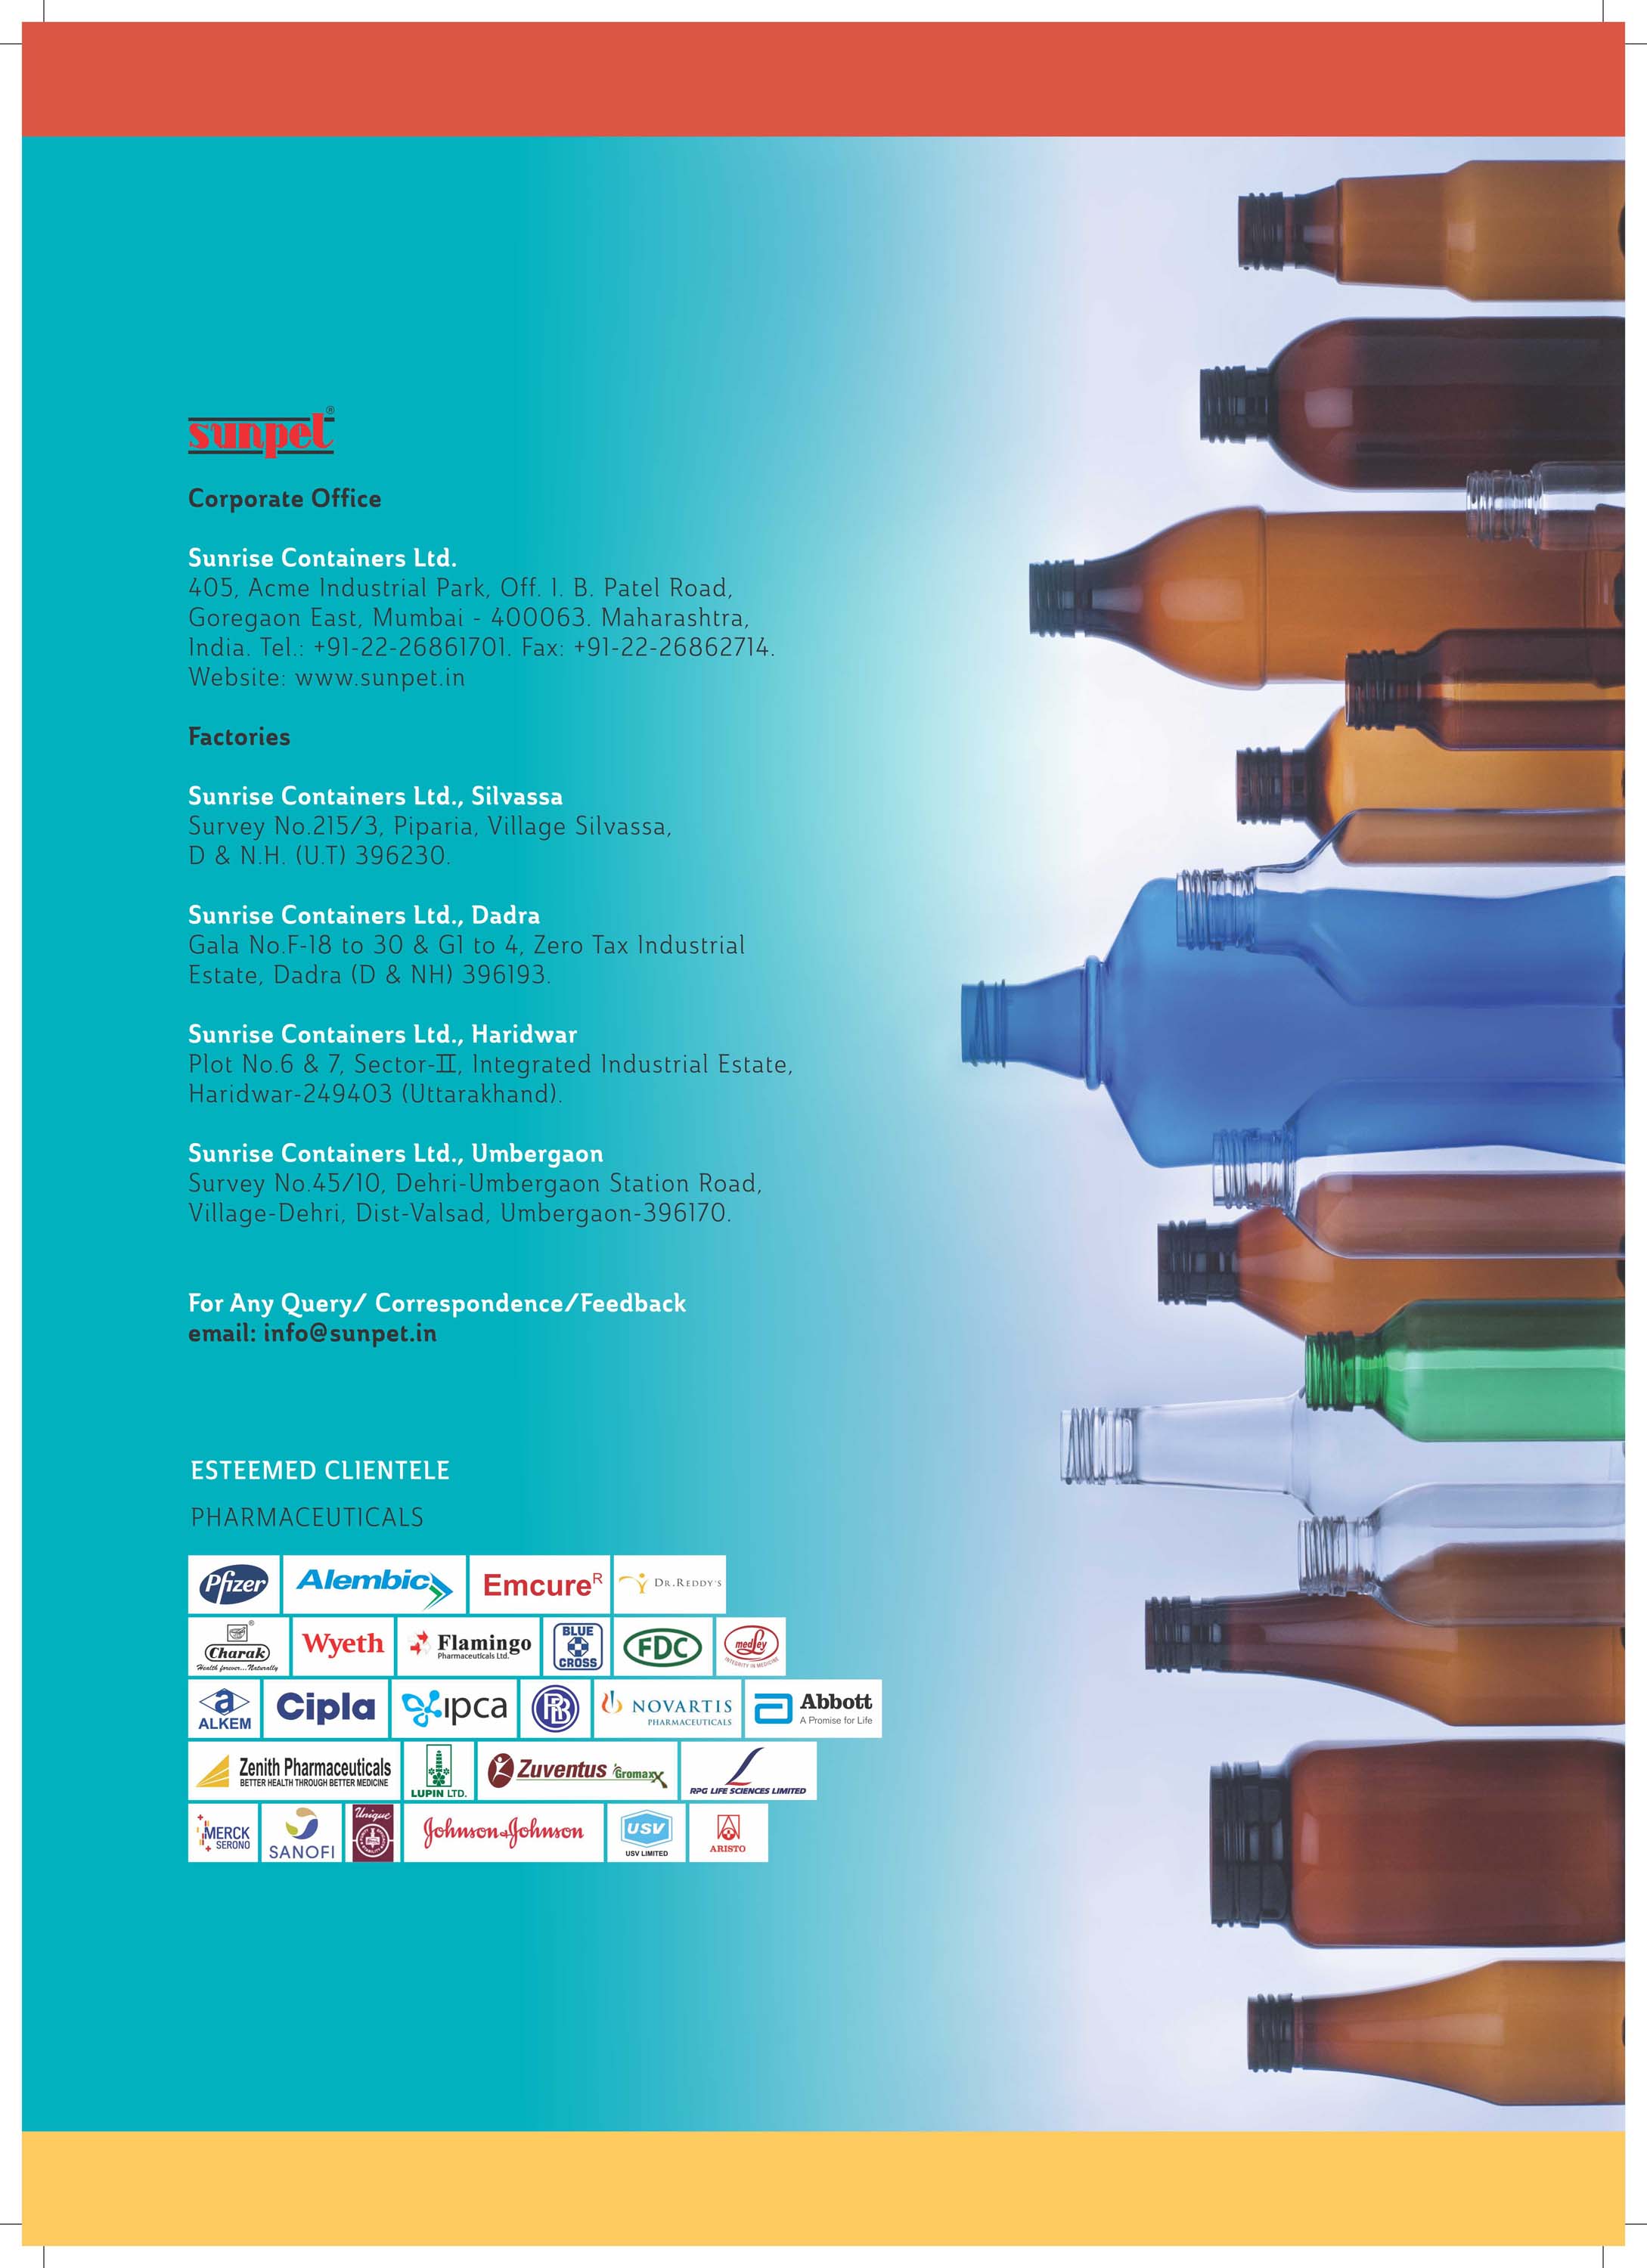 sunpet®
Corporate Office
Sunrise Containers Ltd.
405, Acme Industrial Park, Off. I. B. Patel Road,
Goregaon East, Mumbai - 400063. Maharashtra,
India. Tel.: +91-22-26861701. Fax: +91-22-26862714.
Website: www.sunpet.in
Factories
Sunrise Containers Ltd., Silvassa
Survey No.215/3, Piparia, Village Silvassa,
D & N.H. (U.T) 396230.
Sunrise Containers Ltd., Dadra
Gala No.F-18 to 30 & G1 to 4, Zero Tax Industrial
Estate, Dadra (D & NH) 396193.
Sunrise Containers Ltd., Haridwar
Plot No.6 & 7, Sector-II, Integrated Industrial Estate,
Haridwar-249403 (Uttarakhand).
Sunrise Containers Ltd., Umbergaon
Survey No.45/10, Dehri-Umbergaon Station Road,
Village-Dehri, Dist-Valsad, Umbergaon-396170.
For Any Query/ Correspondence/Feedback
email: info@sunpet.in
ESTEEMED CLIENTELE
PHARMACEUTICALS
Pfizer
Alembic
Emcure R
DR.REDDY'S
Charak ®
Health forever...Naturally
Wyeth
Flamingo
Pharmaceuticals Ltd.
BLUE
CROSS
FDC
medley
INTEGRITY IN MEDICINE
a
ALKEM
Cipla
ipca
NOVARTIS
PHARMACEUTICALS
Abbott
A Promise for Life
Zenith Pharmaceuticals
BETTER HEALTH THROUGH BETTER MEDICINE
LUPIN LTD.
Zuventus Gromaxx
RPG LIFE SCIENCES LIMITED
MERCK
SERONO
SANOFI
Unique
Johnson & Johnson
USV
USV LIMITED
ARISTO